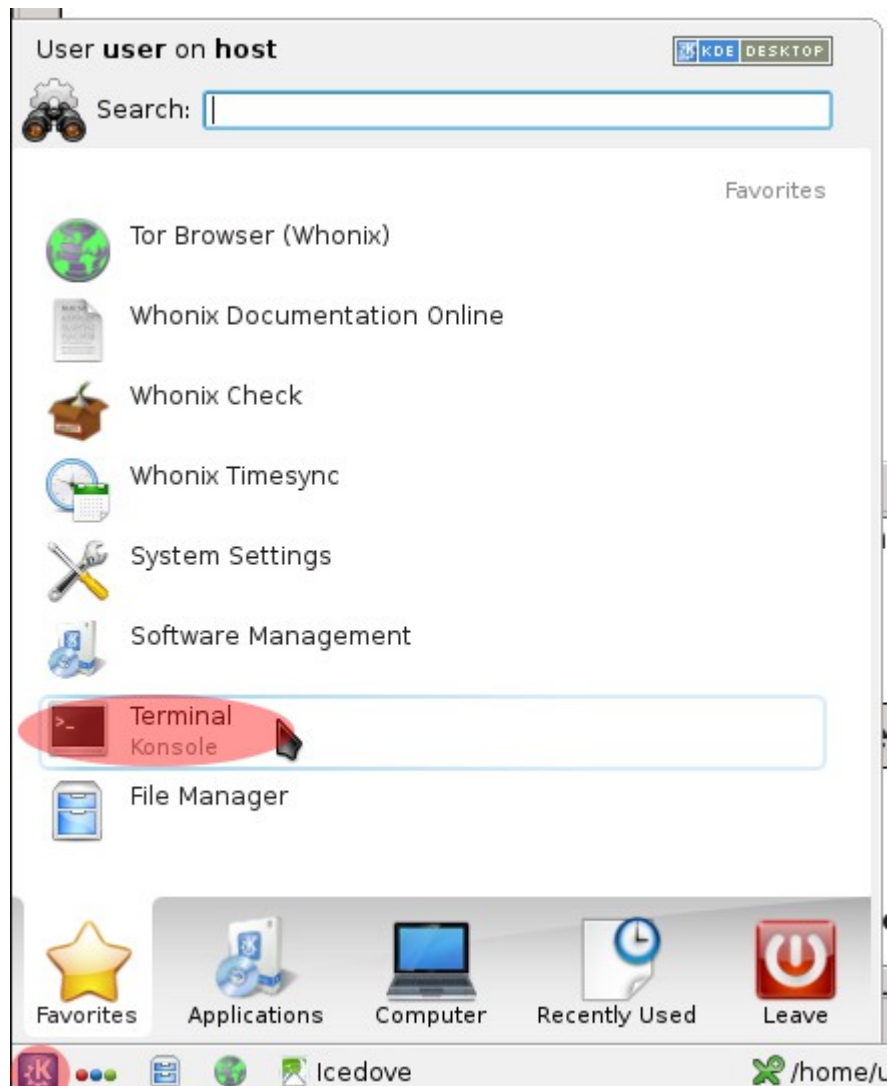 User user on host
KDE DESKTOP
Search:
Favorites
Tor Browser (Whonix)
Whonix Documentation Online
Whonix Check
Whonix Timesync
System Settings
Software Management
>_
Terminal
Konsole
File Manager
Favorites
Applications
Computer
Recently Used
Leave
Icedove
/home/u